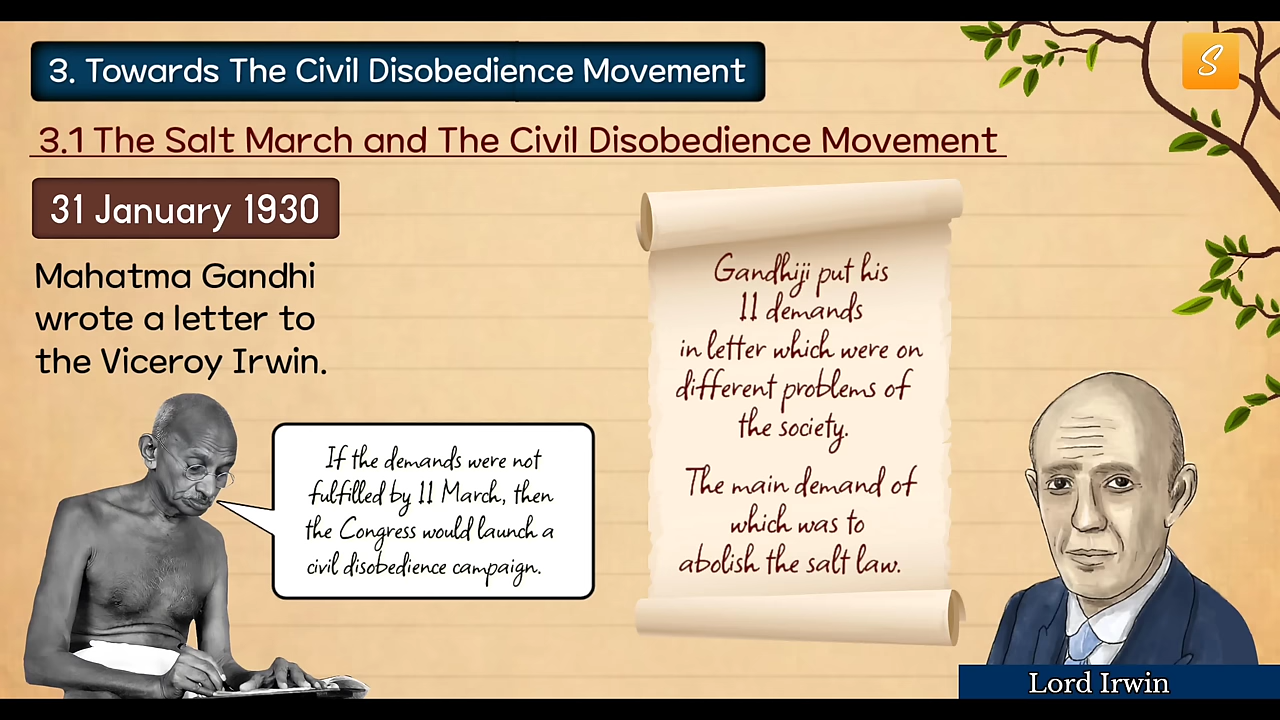 3. Towards The Civil Disobedience Movement
S
3.1 The Salt March and The Civil Disobedience Movement
31 January 1930
Mahatma Gandhi
wrote a letter to
the Viceroy Irwin.
If the demands were not
fulfilled by 11 March, then
the Congress would launch a
civil disobedience campaign.
Gandhiji put his
11 demands
in letter which were on
different problems of
the society.
The main demand of
which was to
abolish the salt law.
Lord Irwin